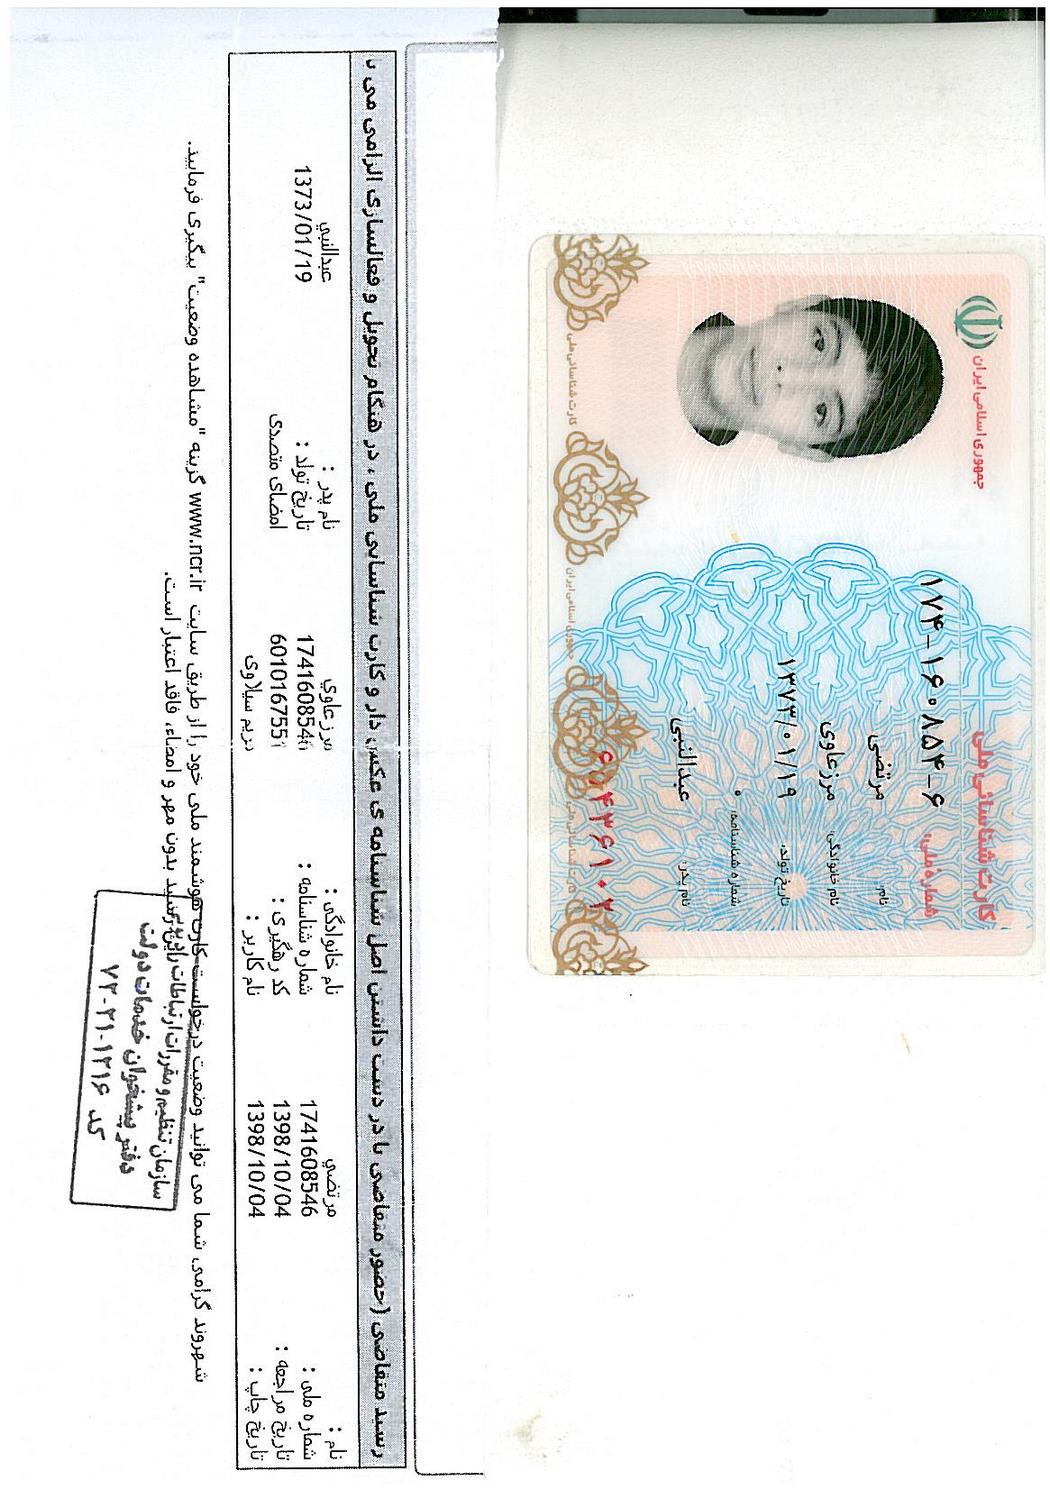 جمهوری اسلامی ایران
کارت شناسائی ملی
شماره ملی: ۱۷۴-۱۶۰۸۵۴-۶
نام: مرتضی
نام خانوادگی: مرزعاوی
تاریخ تولد: ۱۳۷۳/۰۱/۱۹
شماره شناسنامه: ۰
نام پدر: عبدالنبی
۶۵۴۳۶۱۰۲
کارت شناسائی ملی جمهوری اسلامی ایران کارت شناسائی ملی
رسید متقاضی (حضور متقاضی با در دست داشتن اصل شناسنامه ی عکس دار و کارت شناسایی ملی ، در هنگام تحویل و فعالسازی الزامی می با
نام : مرتضي نام خانوادگی : مرزعاوي نام پدر : عبدالنبي
شماره ملی : 1741608546 شماره شناسنامه : 1741608546 تاریخ تولد : 1373/01/19
تاریخ مراجعه : 1398/10/04 کد رهگیری : 6010167551 امضای متصدی
تاریخ چاپ : 1398/10/04 نام کاربر : مریم سیلاوی
شهروند گرامی شما می توانید وضعیت درخواست کارت هوشمند ملی خود را از طریق سایت www.ncr.ir گزینه "مشاهده وضعیت" پیگیری فرمایید.
این رسید بدون مهر و امضاء، فاقد اعتبار است.
سازمان تنظیم و مقررات ارتباطات رادیویی
دفتر پیشخوان خدمات دولت
کد ۷۲-۲۱-۱۲۱۶